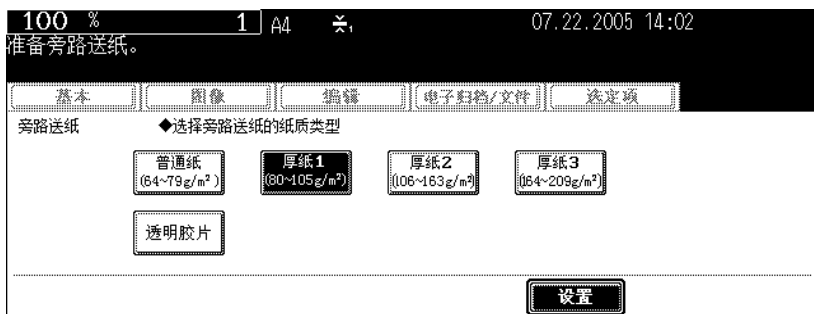 100 % 1 A4 1 07.22.2005 14:02
准备旁路送纸。
基本 图像 编辑 电子归档/文件 选定项
旁路送纸 ◆选择旁路送纸的纸质类型
普通纸 厚纸1 厚纸2 厚纸3
(64~79g/m²) (80~105g/m²) (106~163g/m²) (164~209g/m²)
透明胶片
设置